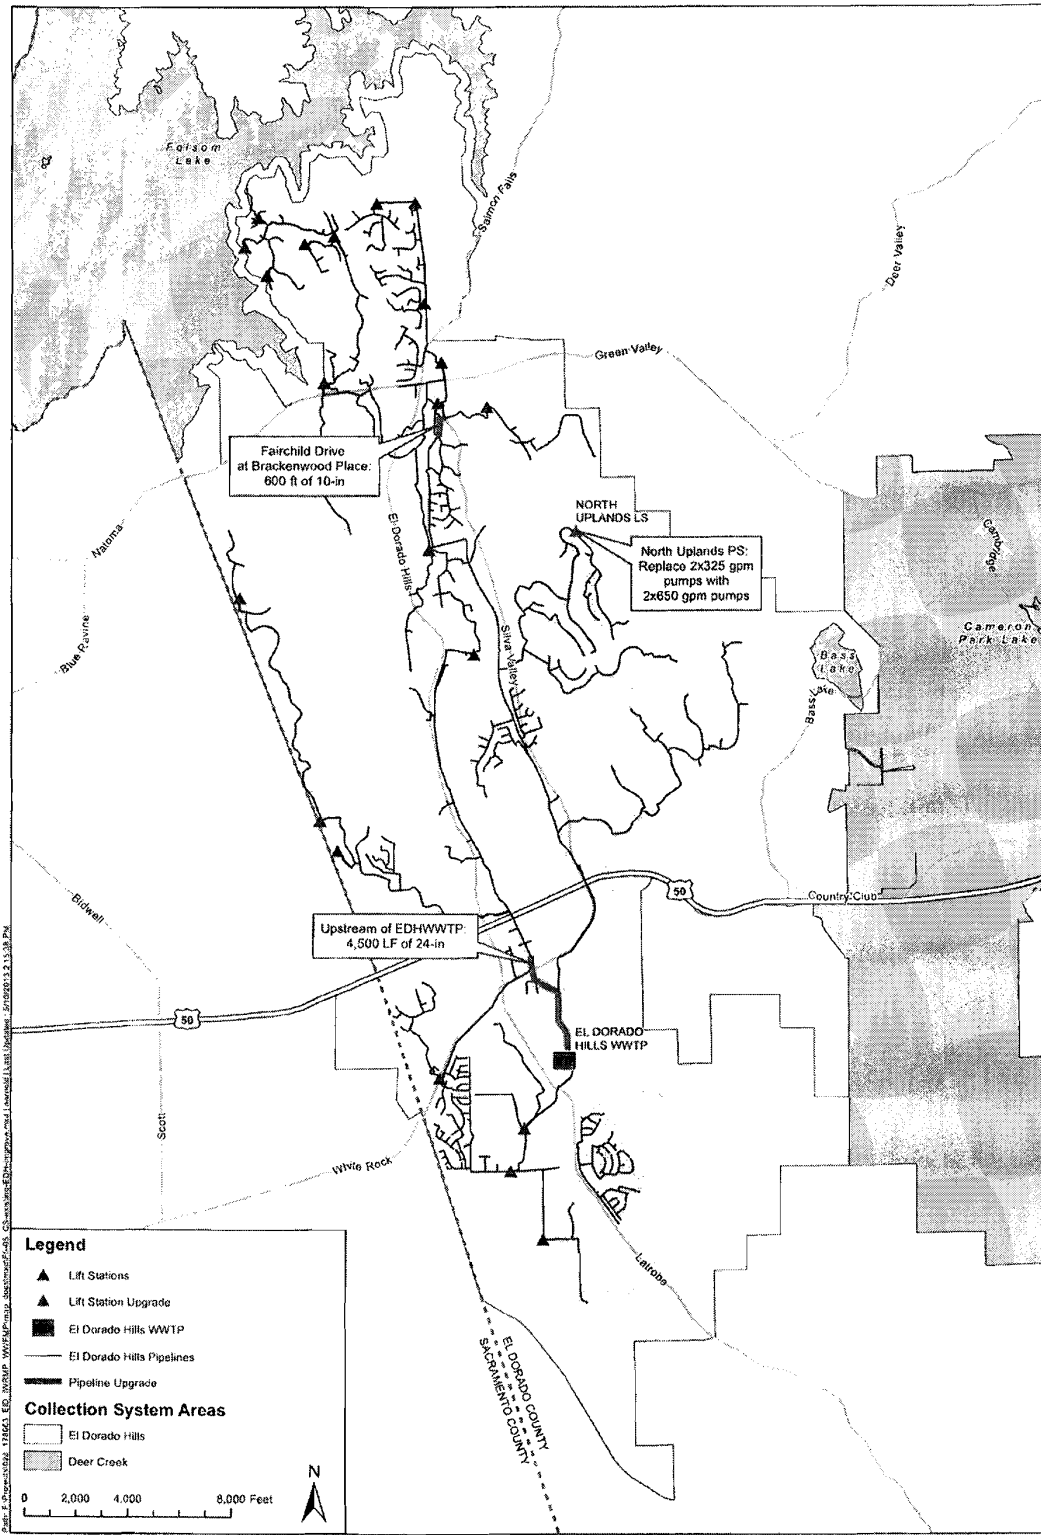 Folsom
Lake
Salmon Falls
Deer Valley
Green Valley
Fairchild Drive
at Brackenwood Place:
600 ft of 10-in
NORTH
UPLANDS LS
North Uplands PS:
Replace 2x325 gpm
pumps with
2x650 gpm pumps
Natoma
El Dorado Hills
Cambridge
Cameron
Park Lake
Blue Ravine
Silva Valley
Bass
Lake
Bass Lake
Bidwell
50
Country Club
Upstream of EDHWWTP:
4,500 LF of 24-in
50
EL DORADO
HILLS WWTP
Scott
White Rock
Latrobe
EL DORADO COUNTY
SACRAMENTO COUNTY
Legend
Lift Stations
Lift Station Upgrade
El Dorado Hills WWTP
El Dorado Hills Pipelines
Pipeline Upgrade
Collection System Areas
El Dorado Hills
Deer Creek
N
0 2,000 4,000 8,000 Feet